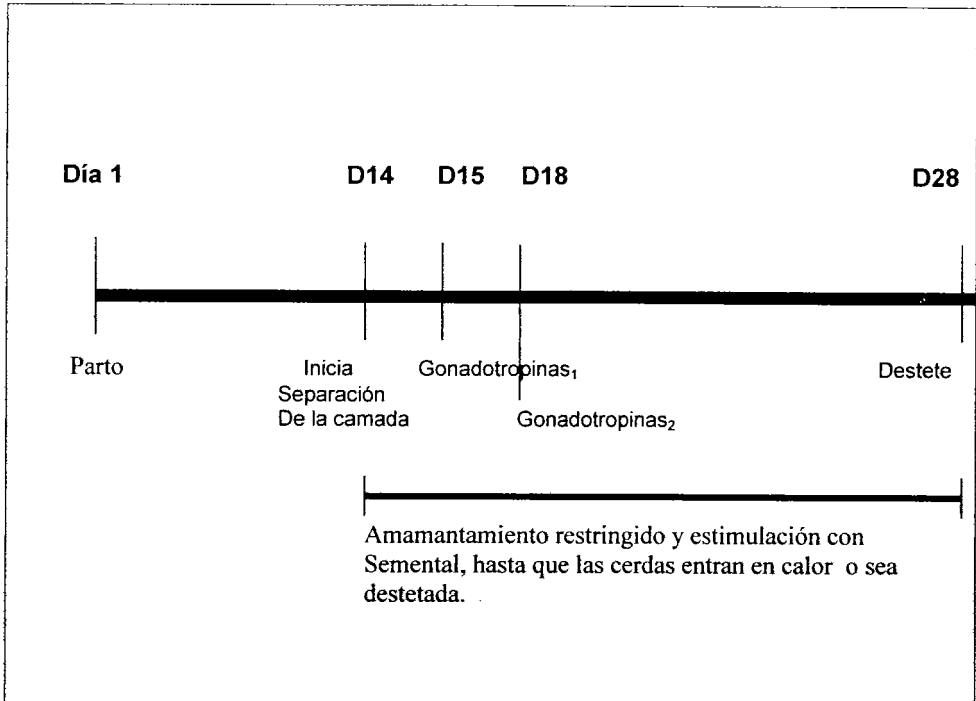 Día 1 D14 D15 D18 D28
Parto Inicia Gonadotropinas₁ Destete
Separación
De la camada Gonadotropinas₂
Amamantamiento restringido y estimulación con
Semental, hasta que las cerdas entran en calor o sea
destetada.